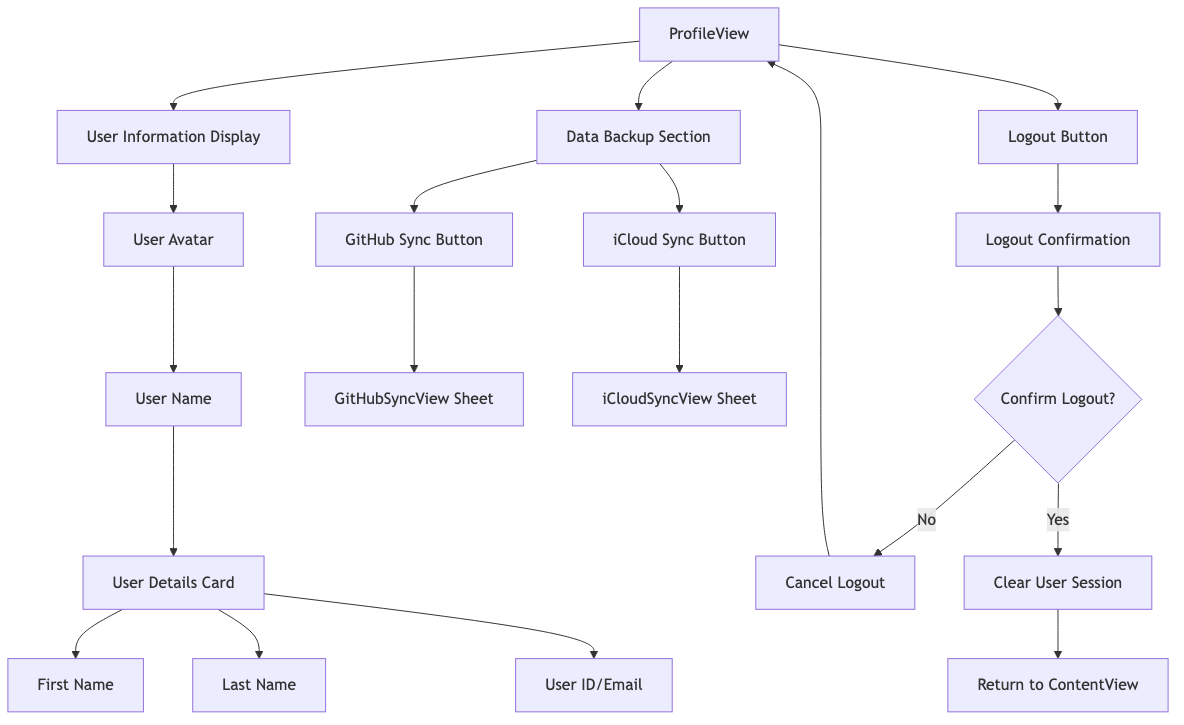 ProfileView
User Information Display
Data Backup Section
Logout Button
User Avatar
GitHub Sync Button
iCloud Sync Button
Logout Confirmation
User Name
GitHubSyncView Sheet
iCloudSyncView Sheet
Confirm Logout?
No
Yes
User Details Card
Cancel Logout
Clear User Session
First Name
Last Name
User ID/Email
Return to ContentView